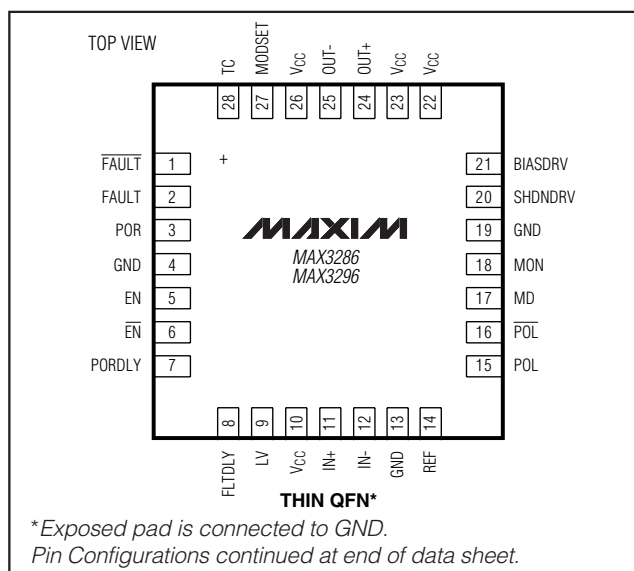 TOP VIEW
TC
MODSET
VCC
OUT-
OUT+
VCC
VCC
28
27
26
25
24
23
22
F̅A̅U̅L̅T̅ 1
FAULT 2
POR 3
GND 4
EN 5
E̅N̅ 6
PORDLY 7
+
MAXIM
MAX3286
MAX3296
21 BIASDRV
20 SHDNDRV
19 GND
18 MON
17 MD
16 P̅O̅L̅
15 POL
8
9
10
11
12
13
14
FLTDLY
LV
VCC
IN+
IN-
GND
REF
THIN QFN*
*Exposed pad is connected to GND.
Pin Configurations continued at end of data sheet.